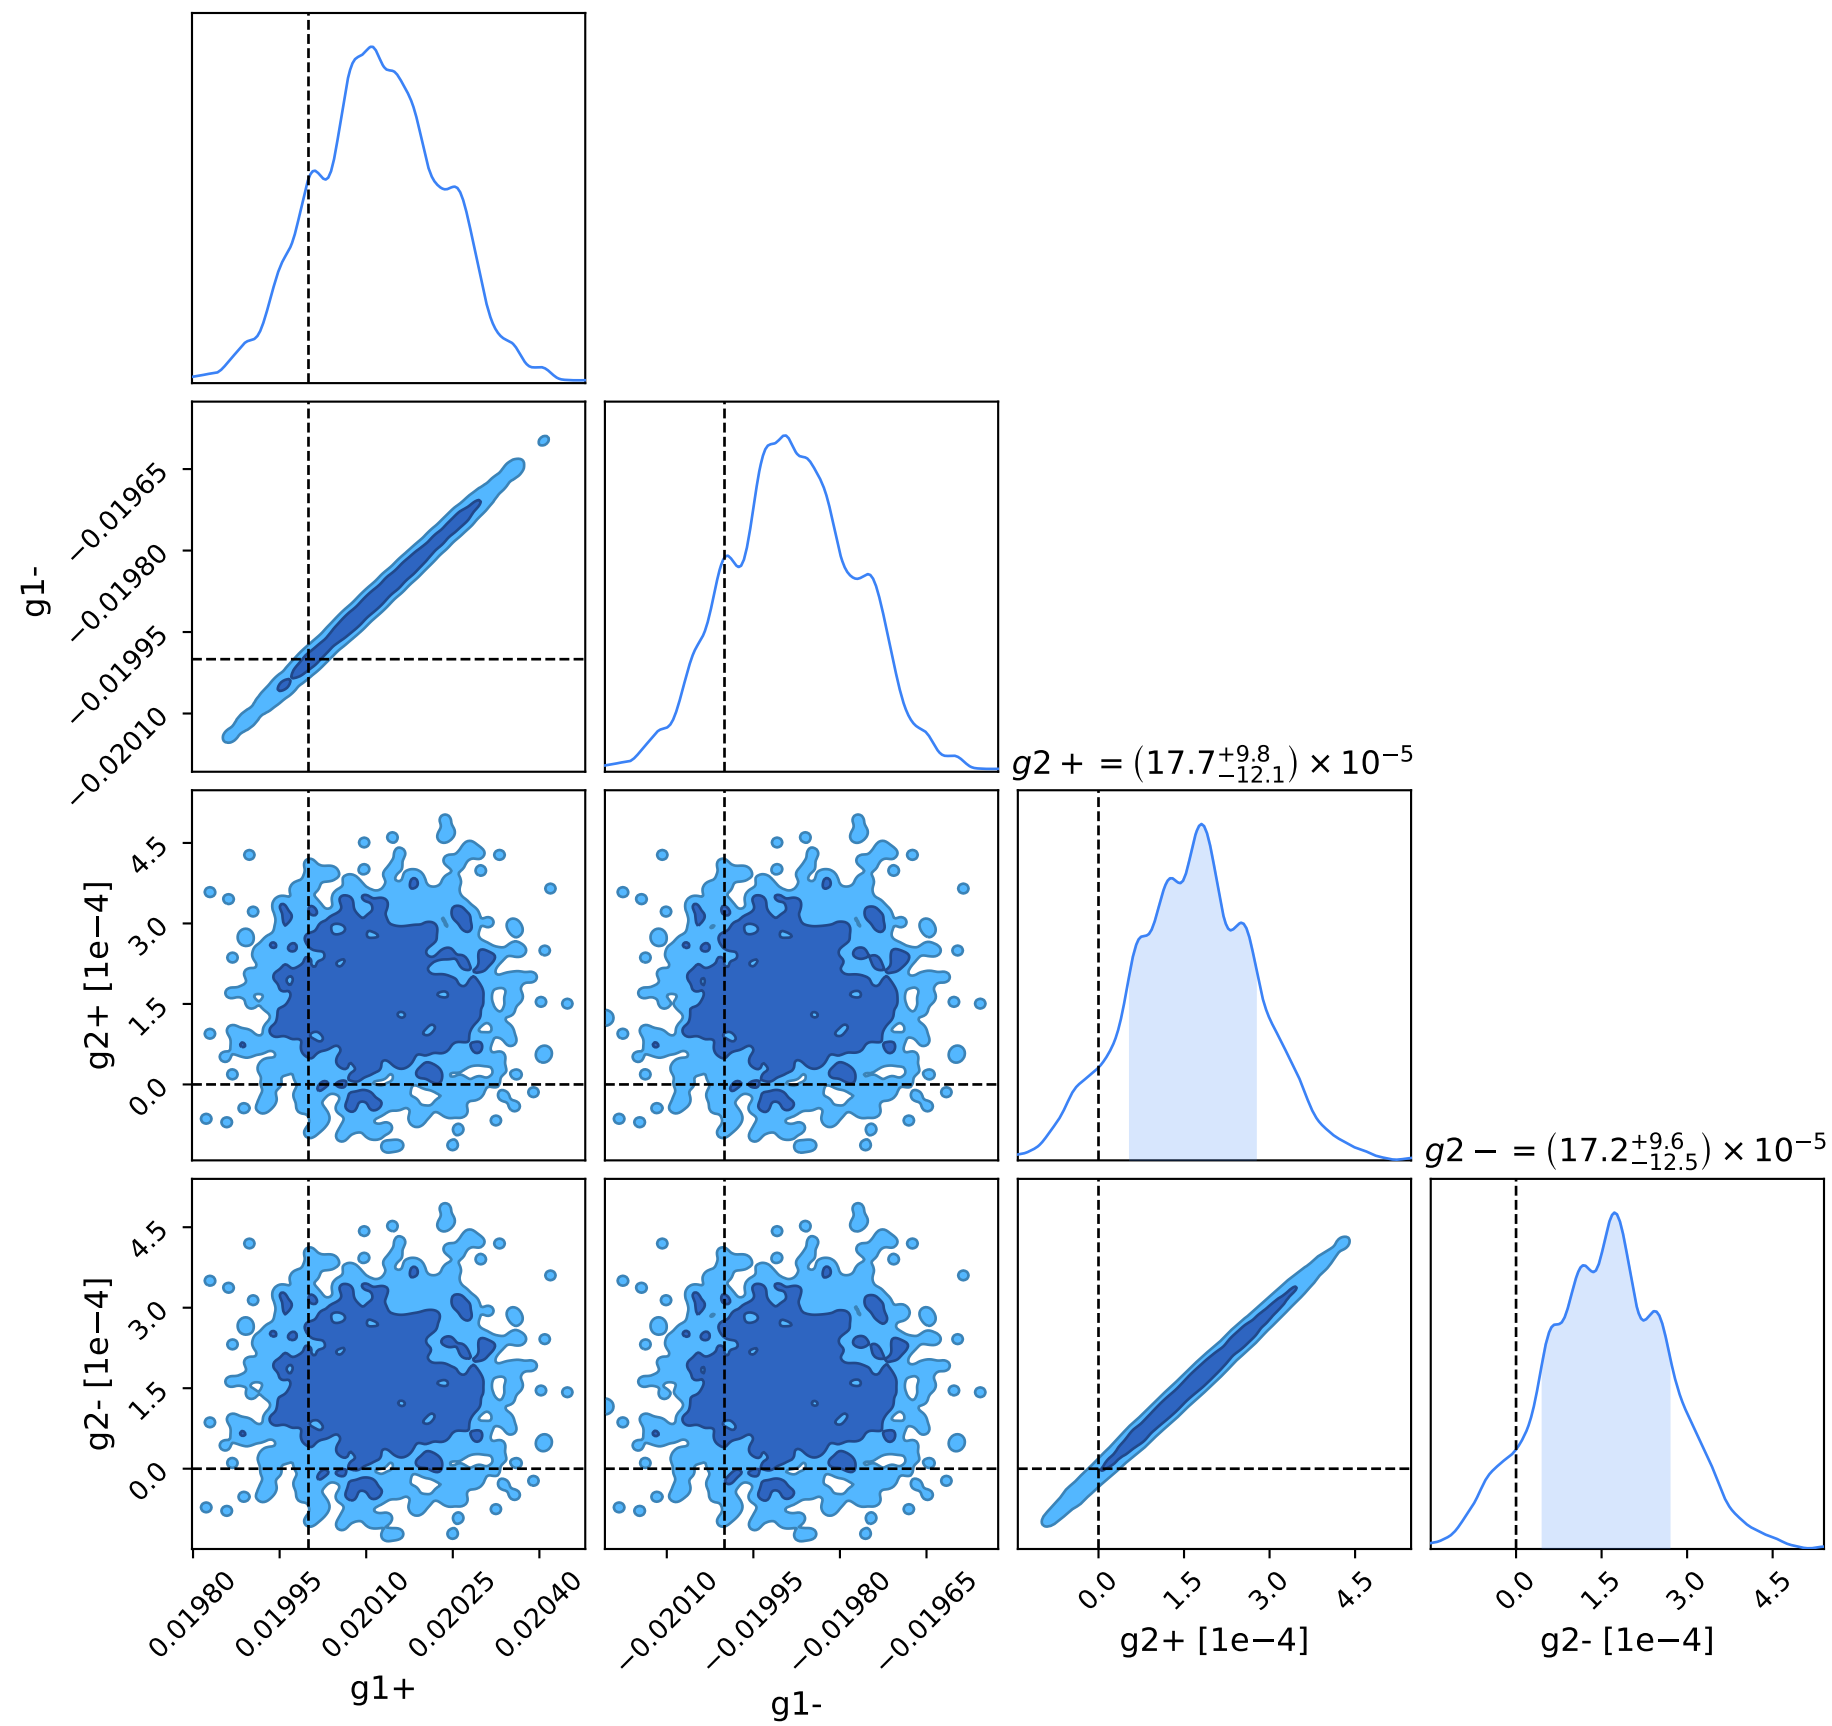 g1-
−0.01965
−0.01980
−0.01995
−0.02010
g2+ = (17.7 +9.8 −12.1) × 10−5
g2+ [1e−4]
4.5
3.0
1.5
0.0
g2− = (17.2 +9.6 −12.5) × 10−5
g2- [1e−4]
4.5
3.0
1.5
0.0
0.01980 0.01995 0.02010 0.02025 0.02040
g1+
−0.02010 −0.01995 −0.01980 −0.01965
g1-
0.0 1.5 3.0 4.5
g2+ [1e−4]
0.0 1.5 3.0 4.5
g2- [1e−4]